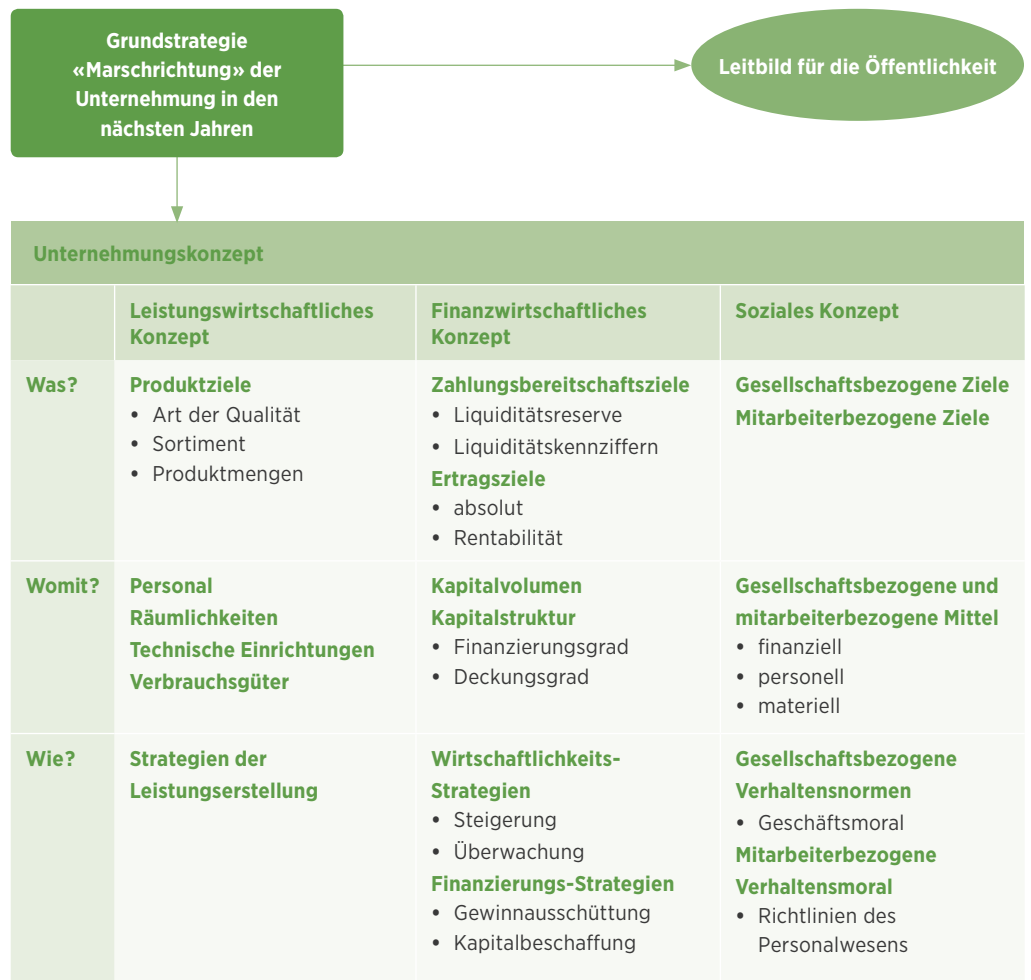 Grundstrategie
«Marschrichtung» der
Unternehmung in den
nächsten Jahren
Leitbild für die Öffentlichkeit
Unternehmungskonzept
Leistungswirtschaftliches
Konzept
Finanzwirtschaftliches
Konzept
Soziales Konzept
Was?
Produktziele
• Art der Qualität
• Sortiment
• Produktmengen
Zahlungsbereitschaftsziele
• Liquiditätsreserve
• Liquiditätskennziffern
Ertragsziele
• absolut
• Rentabilität
Gesellschaftsbezogene Ziele
Mitarbeiterbezogene Ziele
Womit?
Personal
Räumlichkeiten
Technische Einrichtungen
Verbrauchsgüter
Kapitalvolumen
Kapitalstruktur
• Finanzierungsgrad
• Deckungsgrad
Gesellschaftsbezogene und
mitarbeiterbezogene Mittel
• finanziell
• personell
• materiell
Wie?
Strategien der
Leistungserstellung
Wirtschaftlichkeits-
Strategien
• Steigerung
• Überwachung
Finanzierungs-Strategien
• Gewinnausschüttung
• Kapitalbeschaffung
Gesellschaftsbezogene
Verhaltensnormen
• Geschäftsmoral
Mitarbeiterbezogene
Verhaltensmoral
• Richtlinien des
Personalwesens